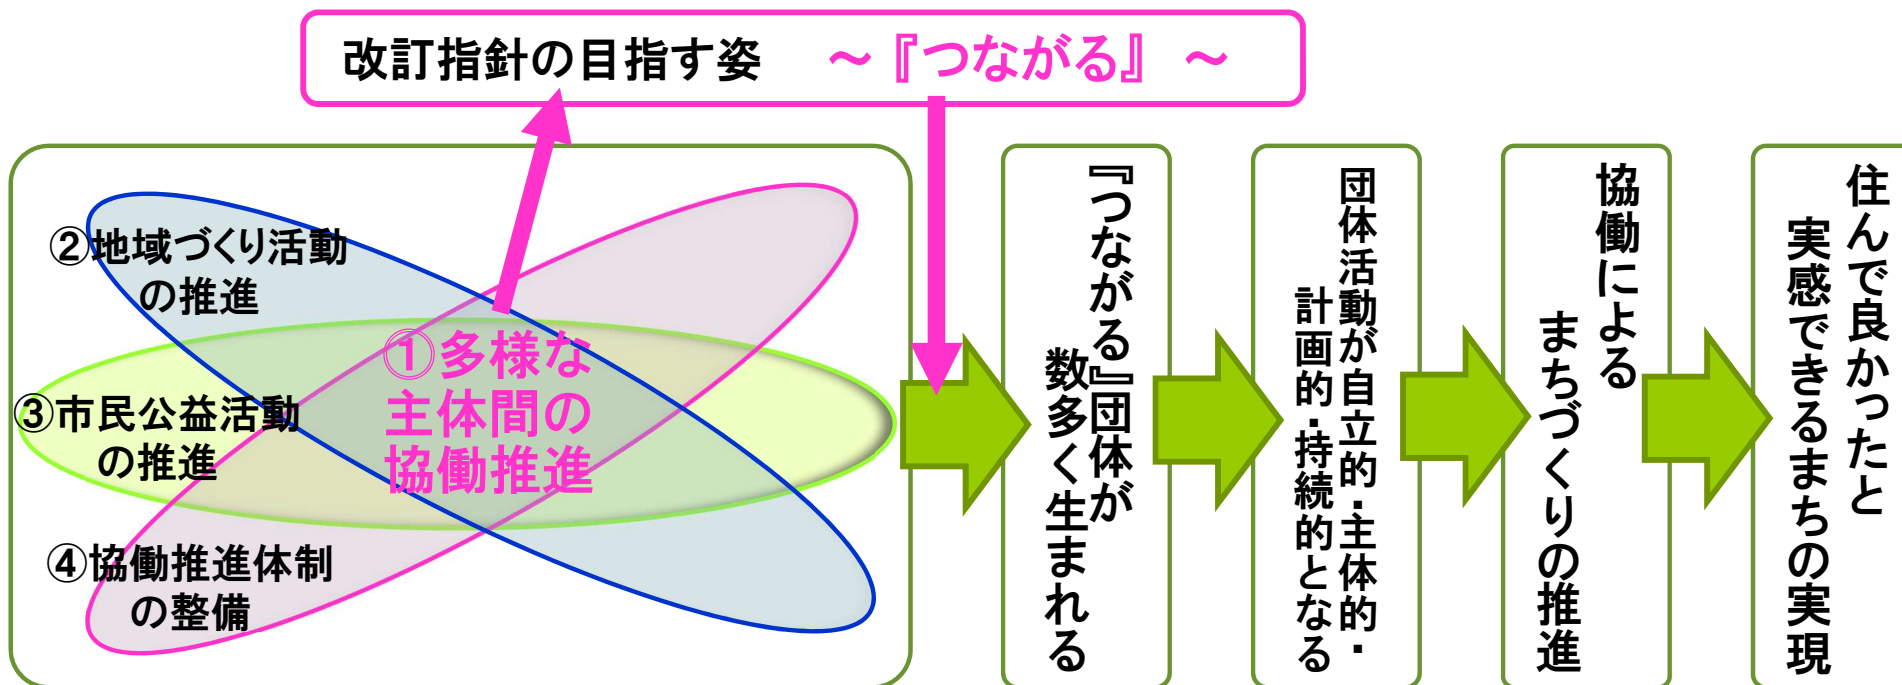 改訂指針の目指す姿　～『つながる』～
②地域づくり活動
の推進
①多様な
主体間の
協働推進
③市民公益活動
の推進
④協働推進体制
の整備
『つながる』団体が
数多く生まれる
団体活動が自立的・主体的・
計画的・持続的となる
協働による
まちづくりの推進
住んで良かったと
実感できるまちの実現